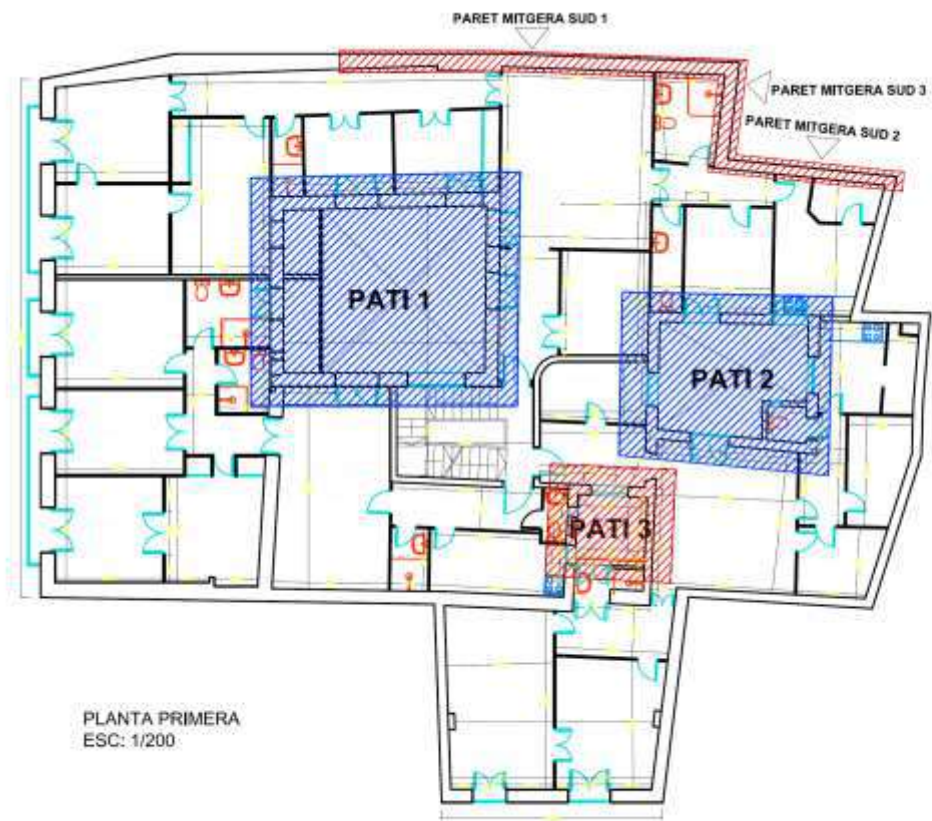 PARET MITGERA SUD 1
PARET MITGERA SUD 3
PARET MITGERA SUD 2
PATI 1
PATI 2
PATI 3
PLANTA PRIMERA
ESC: 1/200